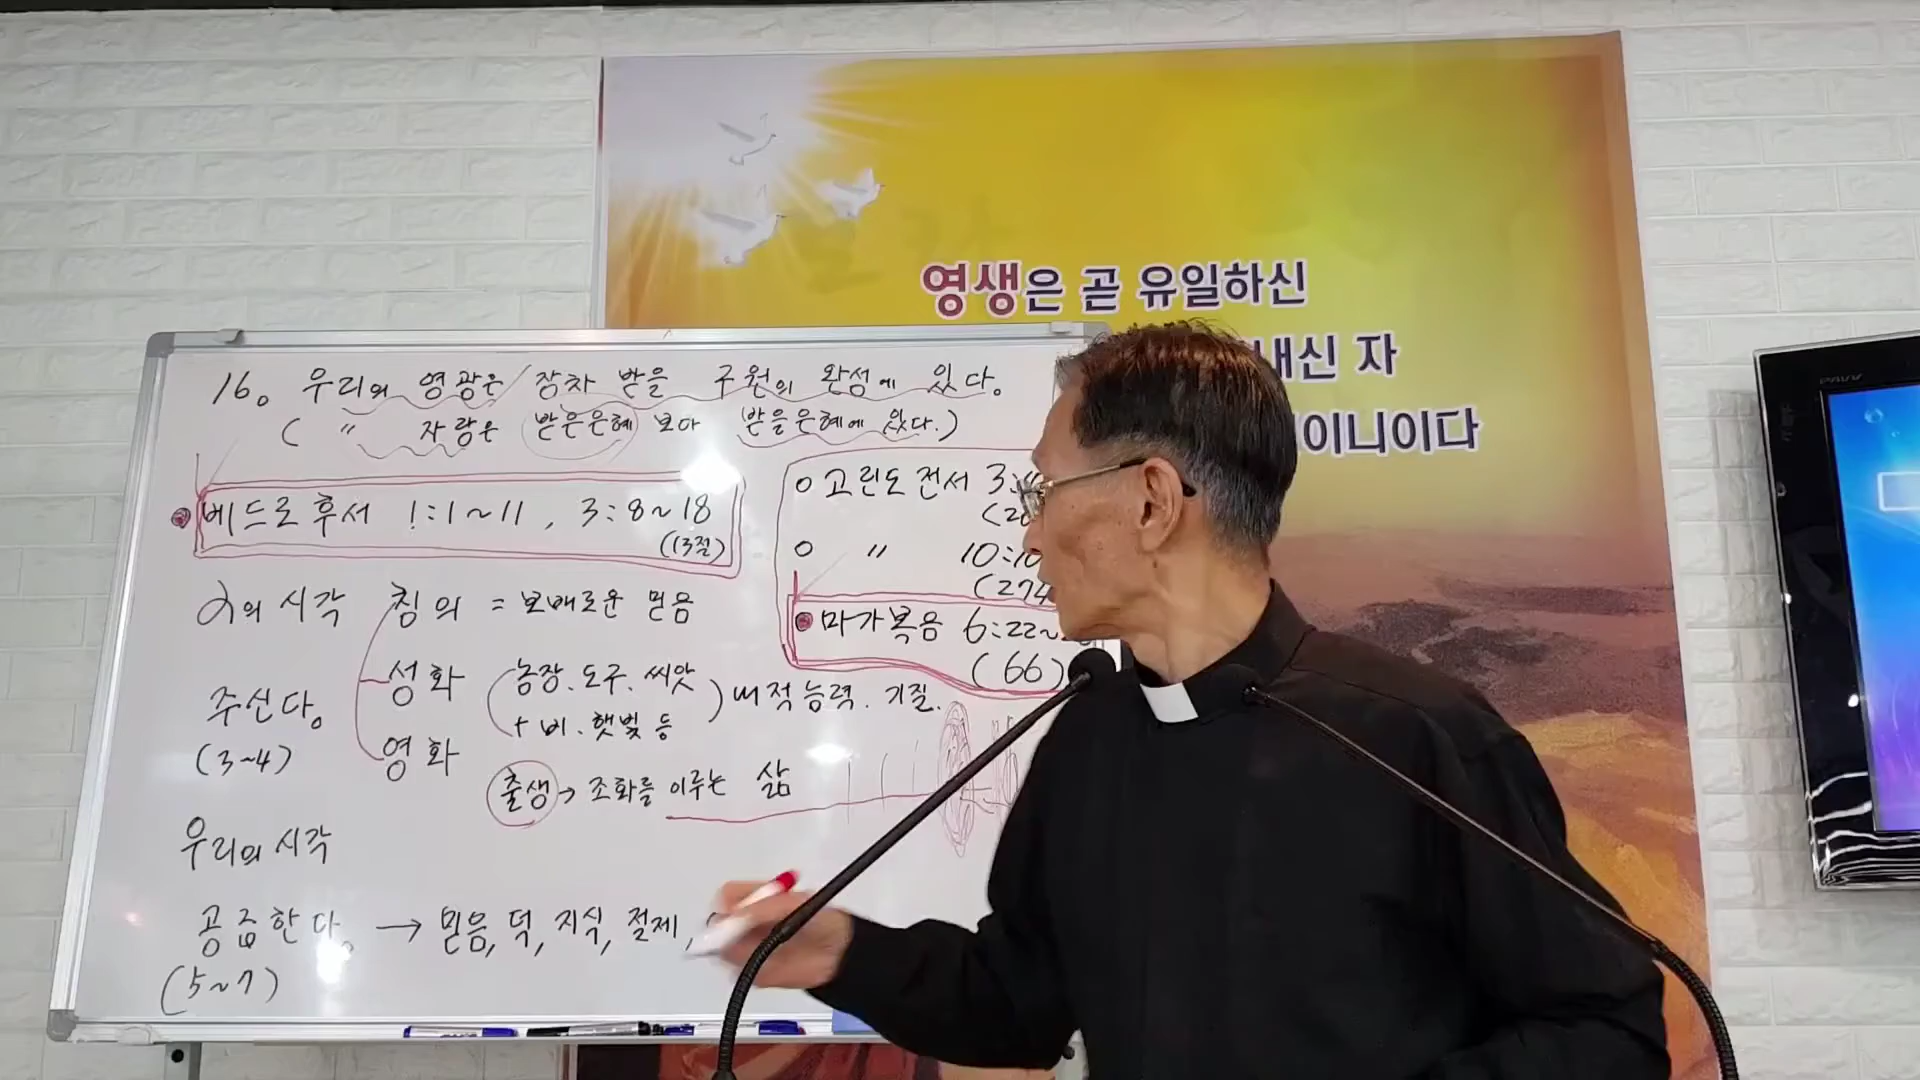 영생은 곧 유일하신
내신 자
이니이다
16. 우리의 영광은 장차 받을 구원의 완성에 있다.
( 〃 자랑은 받은은혜 보다 받을은혜에 있다.)
베드로후서 1:1~11, 3:8~18
(13절)
고린도전서 3:
〃 10:10
(274
마가복음 6:22~
(66)
의 시각 칭의 = 보배로운 믿음
주신다. 성화 (농장. 도구. 씨앗
+ 비. 햇빛 등) 내적능력. 기질.
(3~4) 영화
출생→ 조화를 이루는 삶
우리의 시각
공급한다. → 믿음, 덕, 지식, 절제,
(5~7)